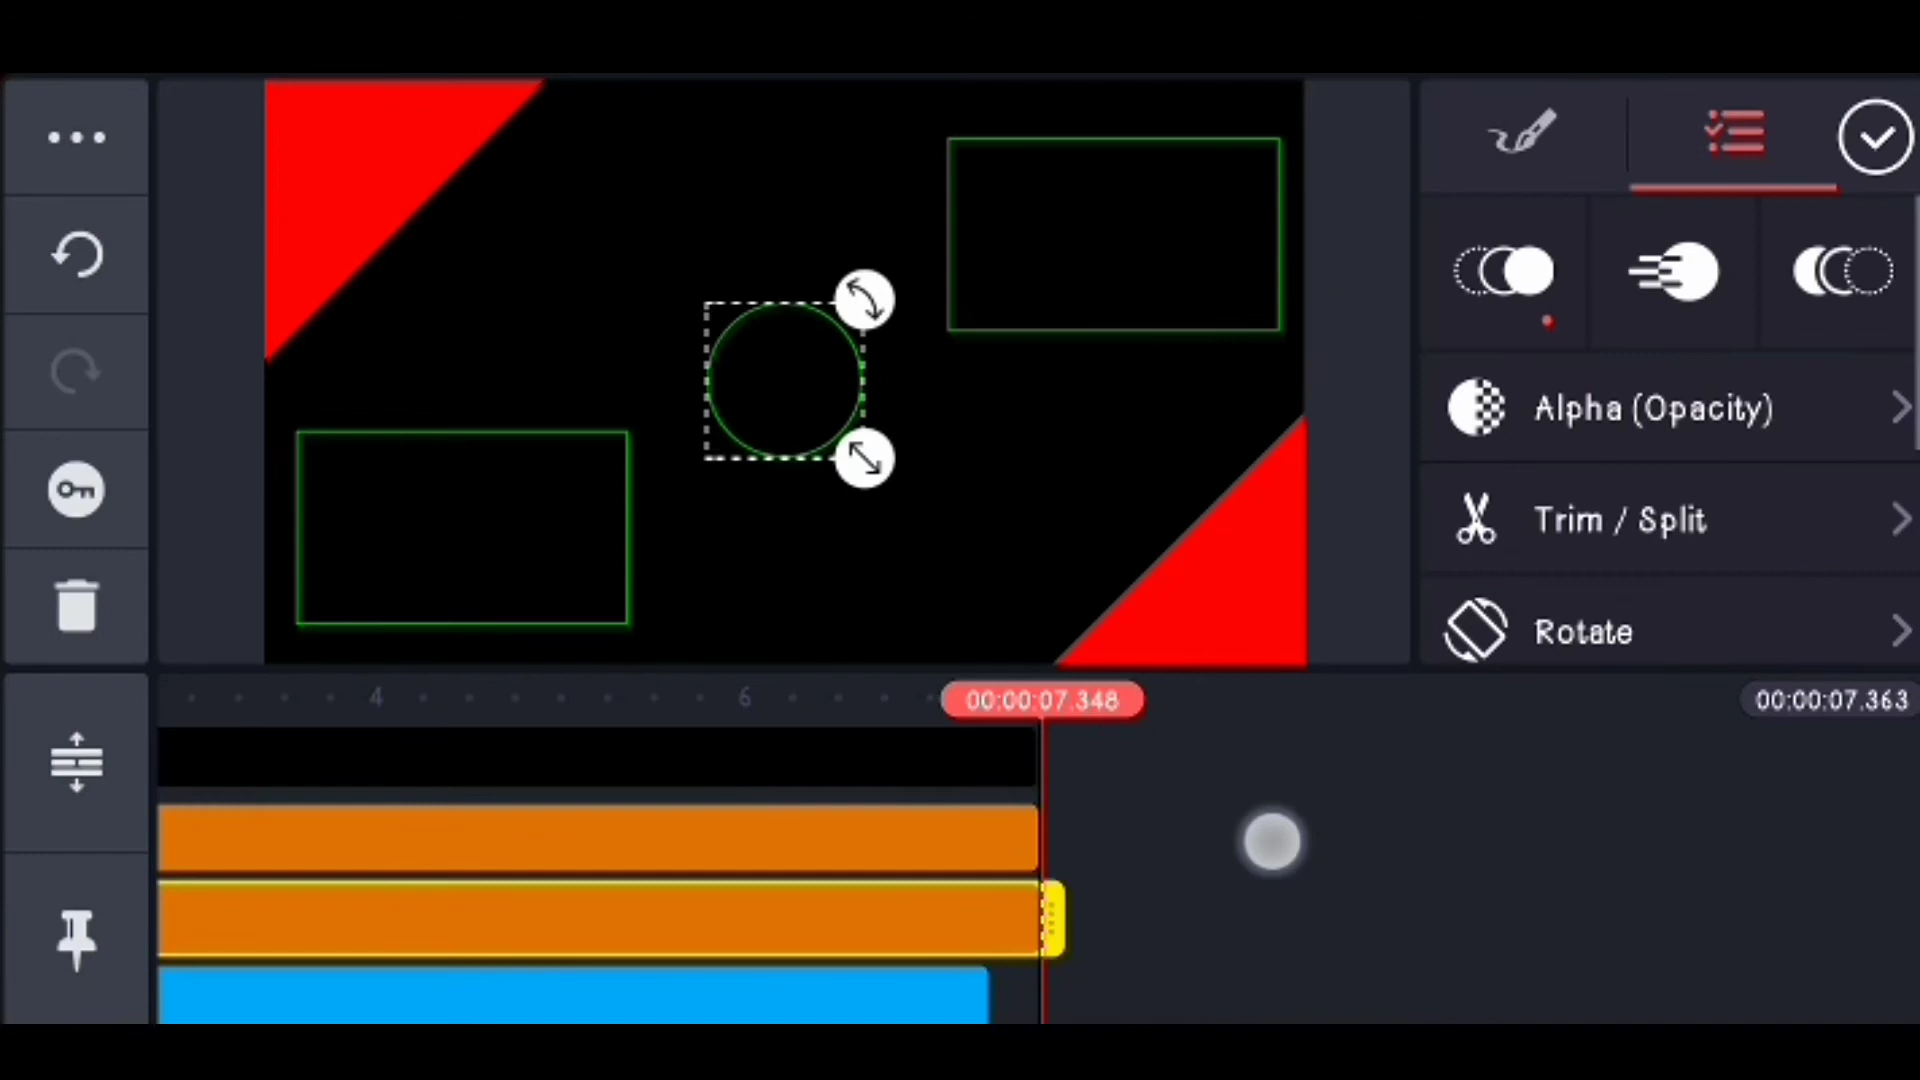 Alpha (Opacity)
Trim / Split
Rotate
4
6
00:00:07.348
00:00:07.363